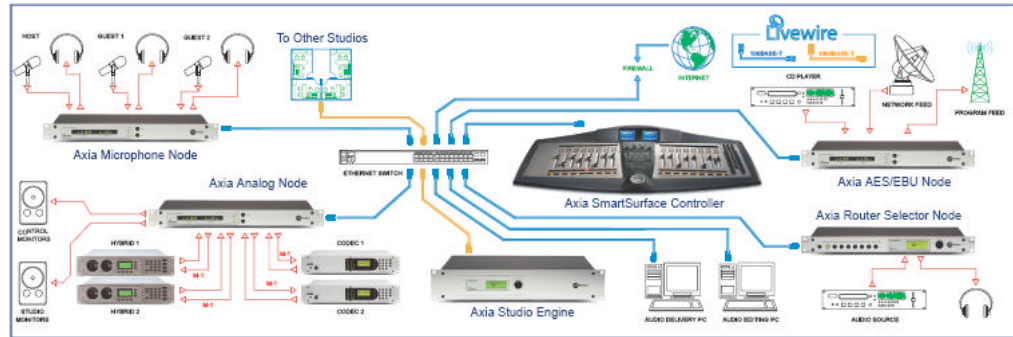 HOST
GUEST 1
GUEST 2
To Other Studios
FIREWALL
INTERNET
Livewire
100BASE-T
1000BASE-T
CD PLAYER
NETWORK FEED
PROGRAM FEED
Axia Microphone Node
ETHERNET SWITCH
Axia SmartSurface Controller
Axia AES/EBU Node
Axia Analog Node
CONTROL
MONITORS
HYBRID 1
CODEC 1
M-1
M-1
Axia Router Selector Node
STUDIO
MONITORS
HYBRID 2
M-1
M-1
CODEC 2
Axia Studio Engine
AUDIO DELIVERY PC
AUDIO EDITING PC
AUDIO SOURCE